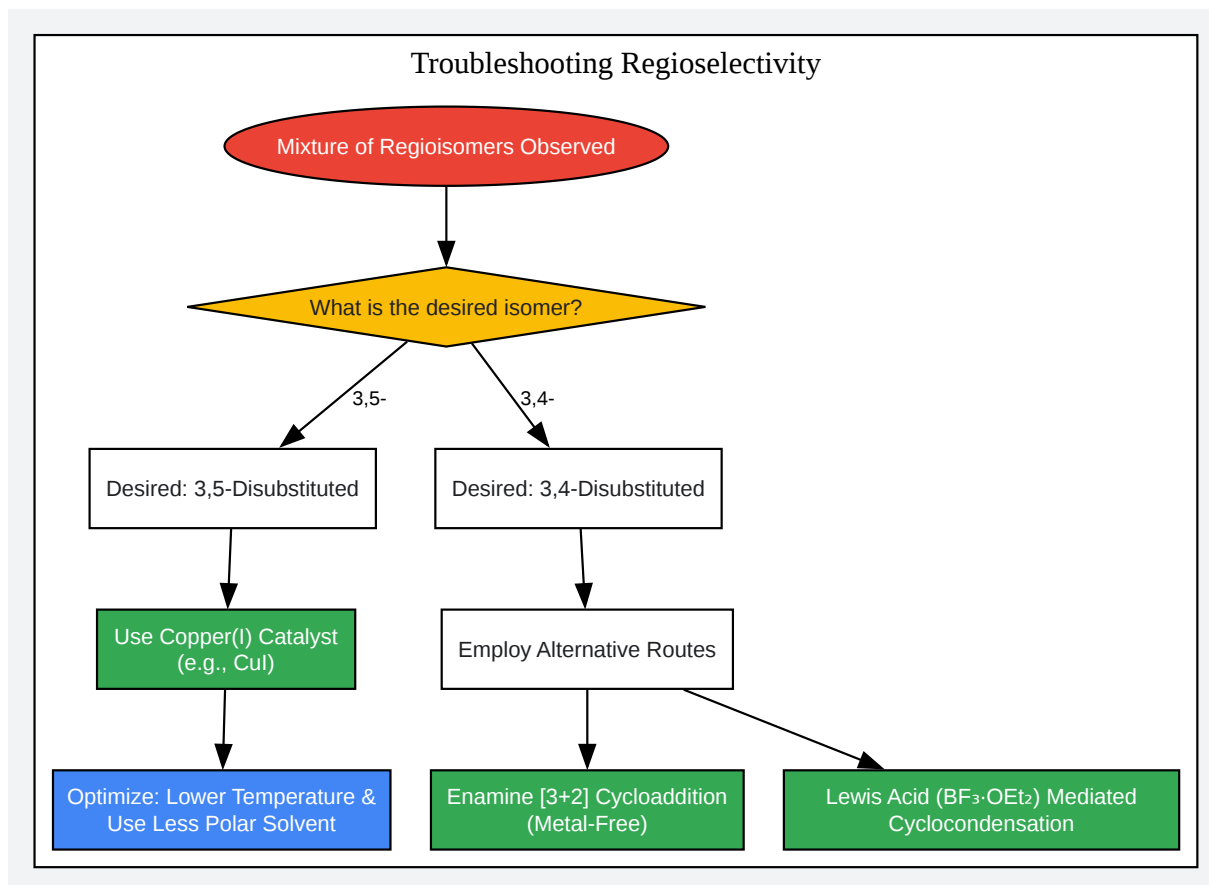 Troubleshooting Regioselectivity
Mixture of Regioisomers Observed
What is the desired isomer?
3,5-
3,4-
Desired: 3,5-Disubstituted
Desired: 3,4-Disubstituted
Use Copper(I) Catalyst
(e.g., CuI)
Employ Alternative Routes
Optimize: Lower Temperature &
Use Less Polar Solvent
Enamine [3+2] Cycloaddition
(Metal-Free)
Lewis Acid (BF₃·OEt₂) Mediated
Cyclocondensation